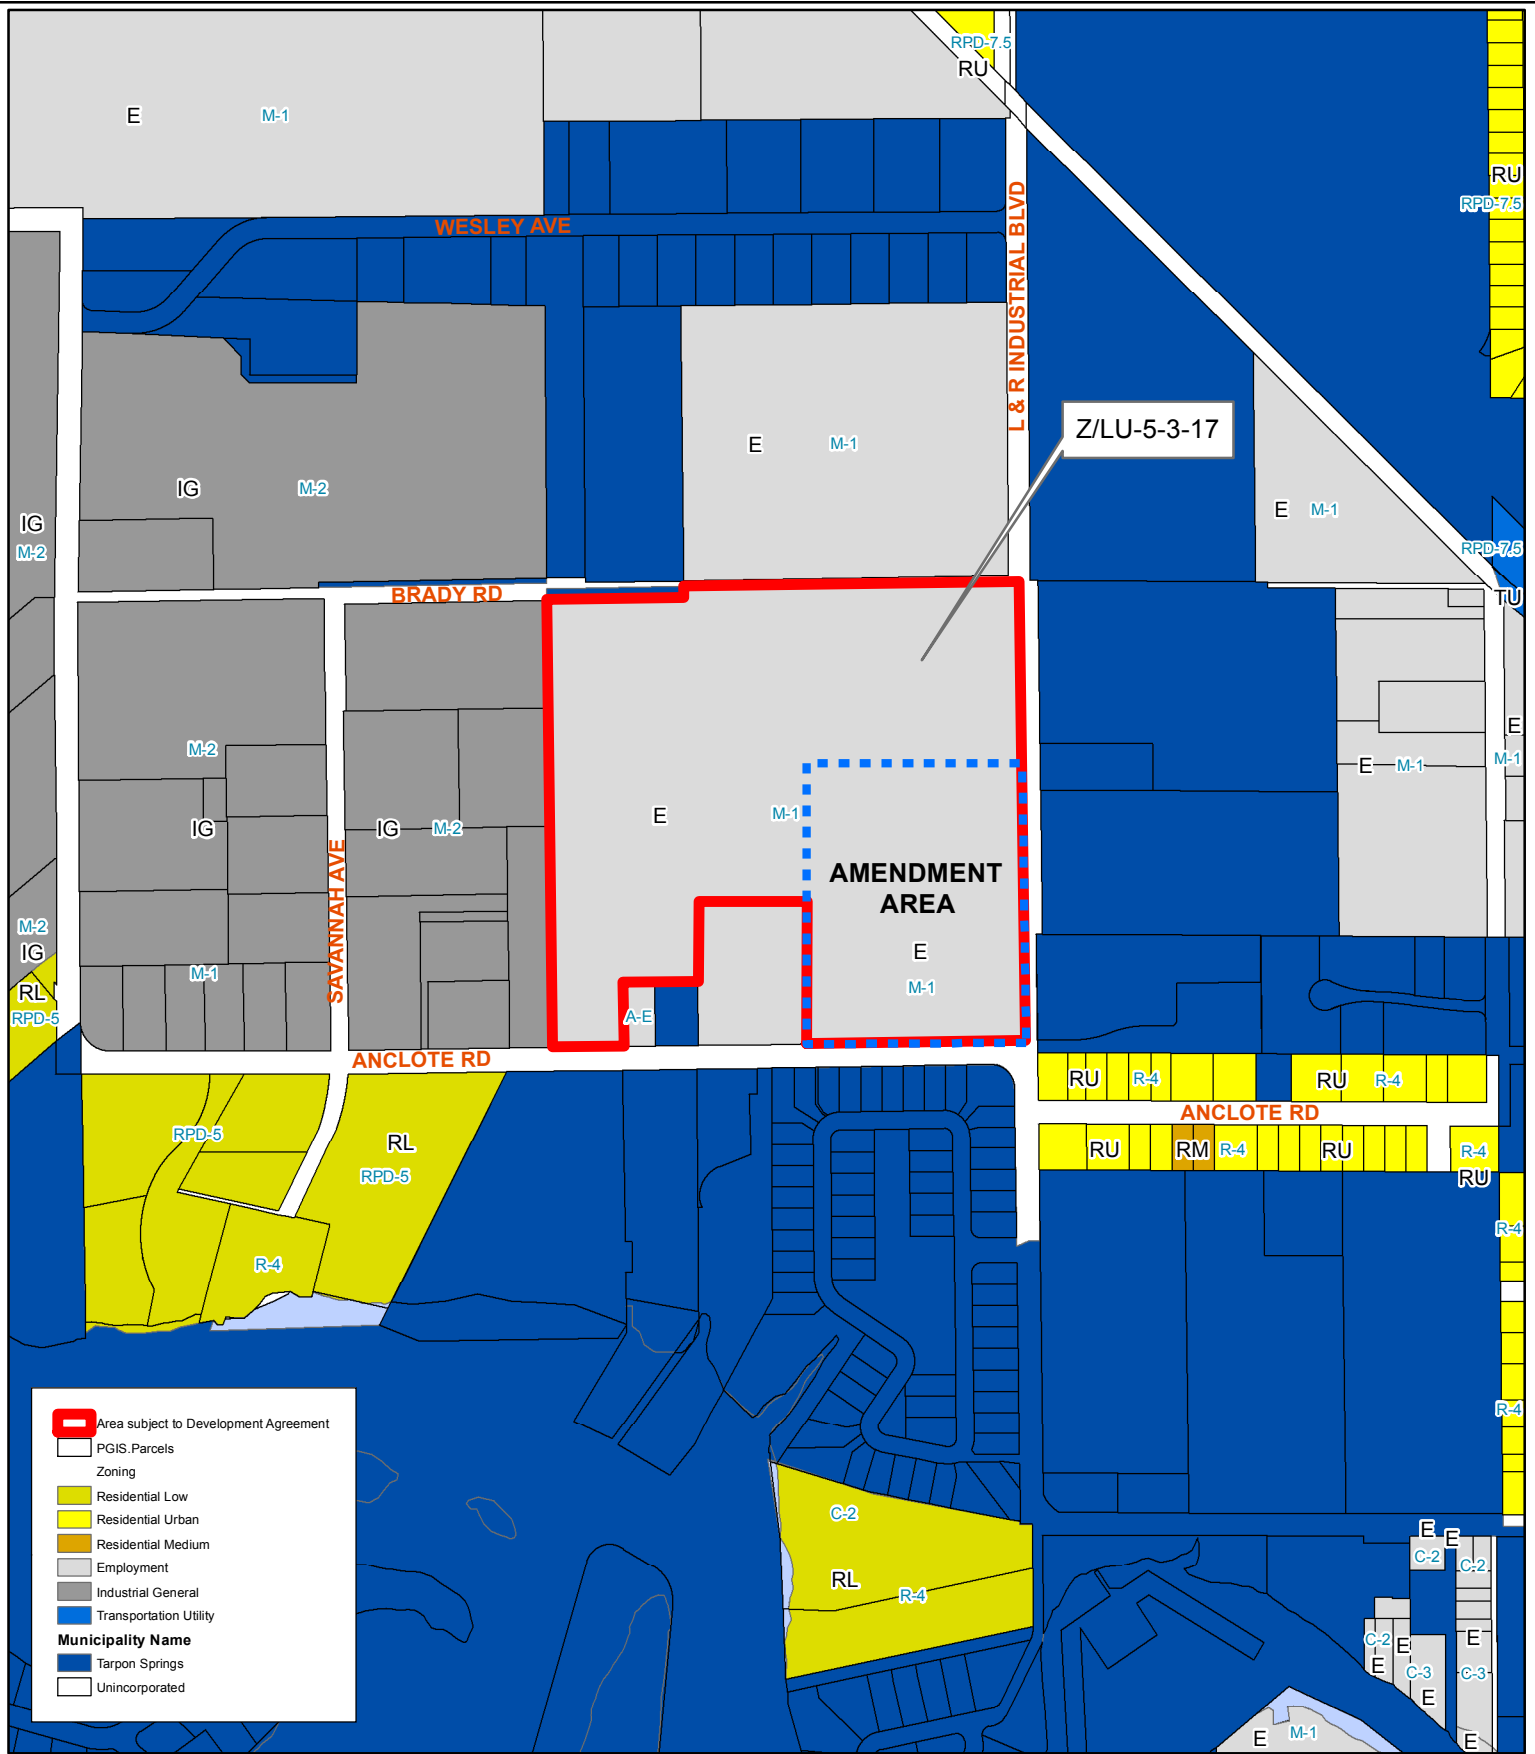 RPD-7.5
RU
E
M-1
RU
RPD-7.5
WESLEY AVE
L & R INDUSTRIAL BLVD
Z/LU-5-3-17
E
M-1
IG
M-2
E
M-1
IG
M-2
RPD-7.5
BRADY RD
TU
M-2
E
M-1
E
M-1
E
M-1
IG
IG
M-2
SAVANNAH AVE
AMENDMENT
AREA
E
M-1
M-2
IG
M-1
RL
RPD-5
A-E
ANCLOTE RD
RU
R-4
RU
R-4
ANCLOTE RD
RPD-5
RL
RPD-5
RU
RM
R-4
RU
R-4
RU
R-4
R-4
R-4
Area subject to Development Agreement
PGIS.Parcels
Zoning
Residential Low
Residential Urban
Residential Medium
Employment
Industrial General
Transportation Utility
Municipality Name
Tarpon Springs
Unincorporated
C-2
RL
R-4
E
E
C-2
C-2
C-2
E
E
E
C-3
C-3
E
E
M-1
E